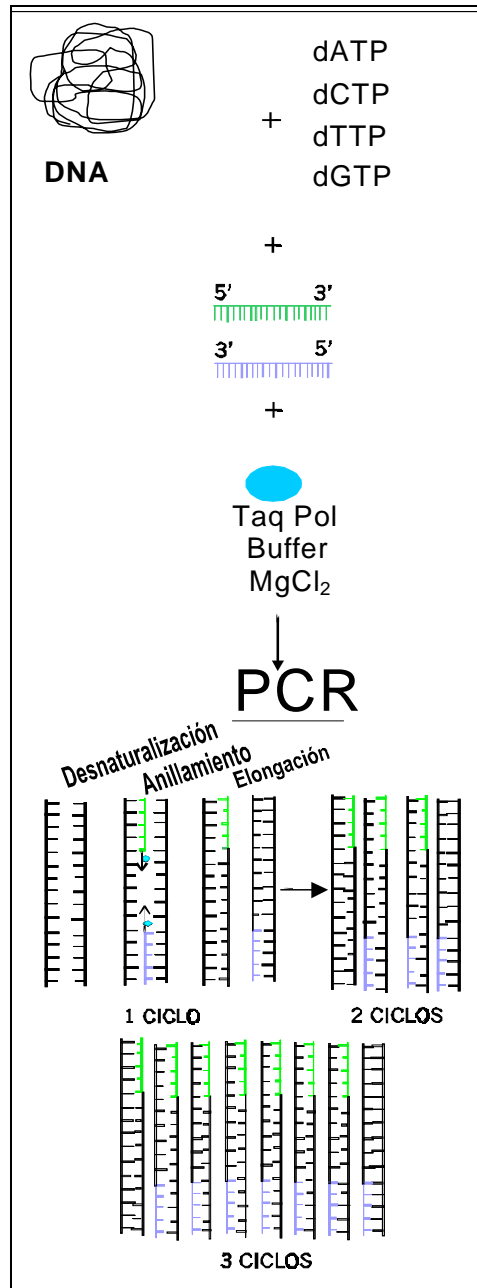 dATP
dCTP
+
dTTP
DNA
dGTP
+
5' 3'
3' 5'
+
Taq Pol
Buffer
MgCl₂
PCR
Desnaturalización
Anillamiento
Elongación
1 CICLO
2 CICLOS
3 CICLOS